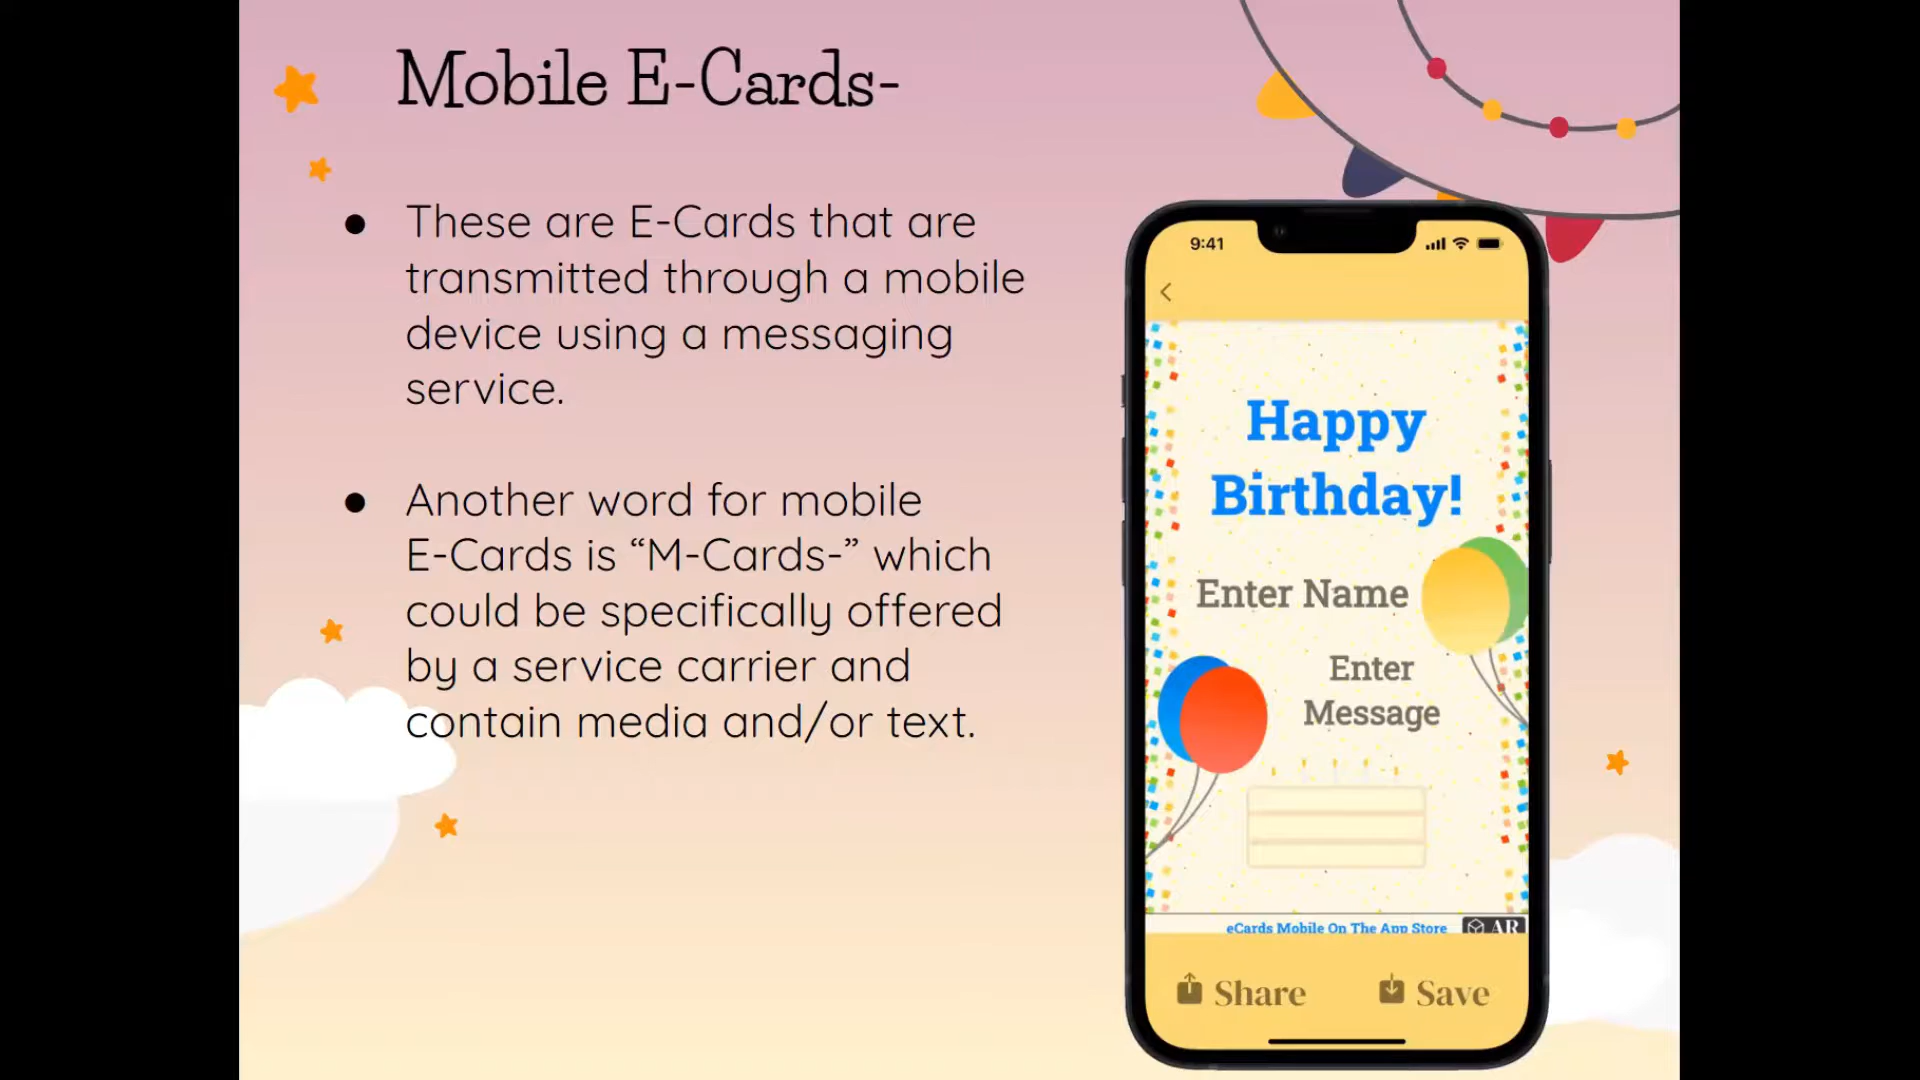 Mobile E-Cards-
● These are E-Cards that are
transmitted through a mobile
device using a messaging
service.
● Another word for mobile
E-Cards is “M-Cards-” which
could be specifically offered
by a service carrier and
contain media and/or text.
9:41
Happy
Birthday!
Enter Name
Enter
Message
eCards Mobile On The App Store
AR
Share
Save